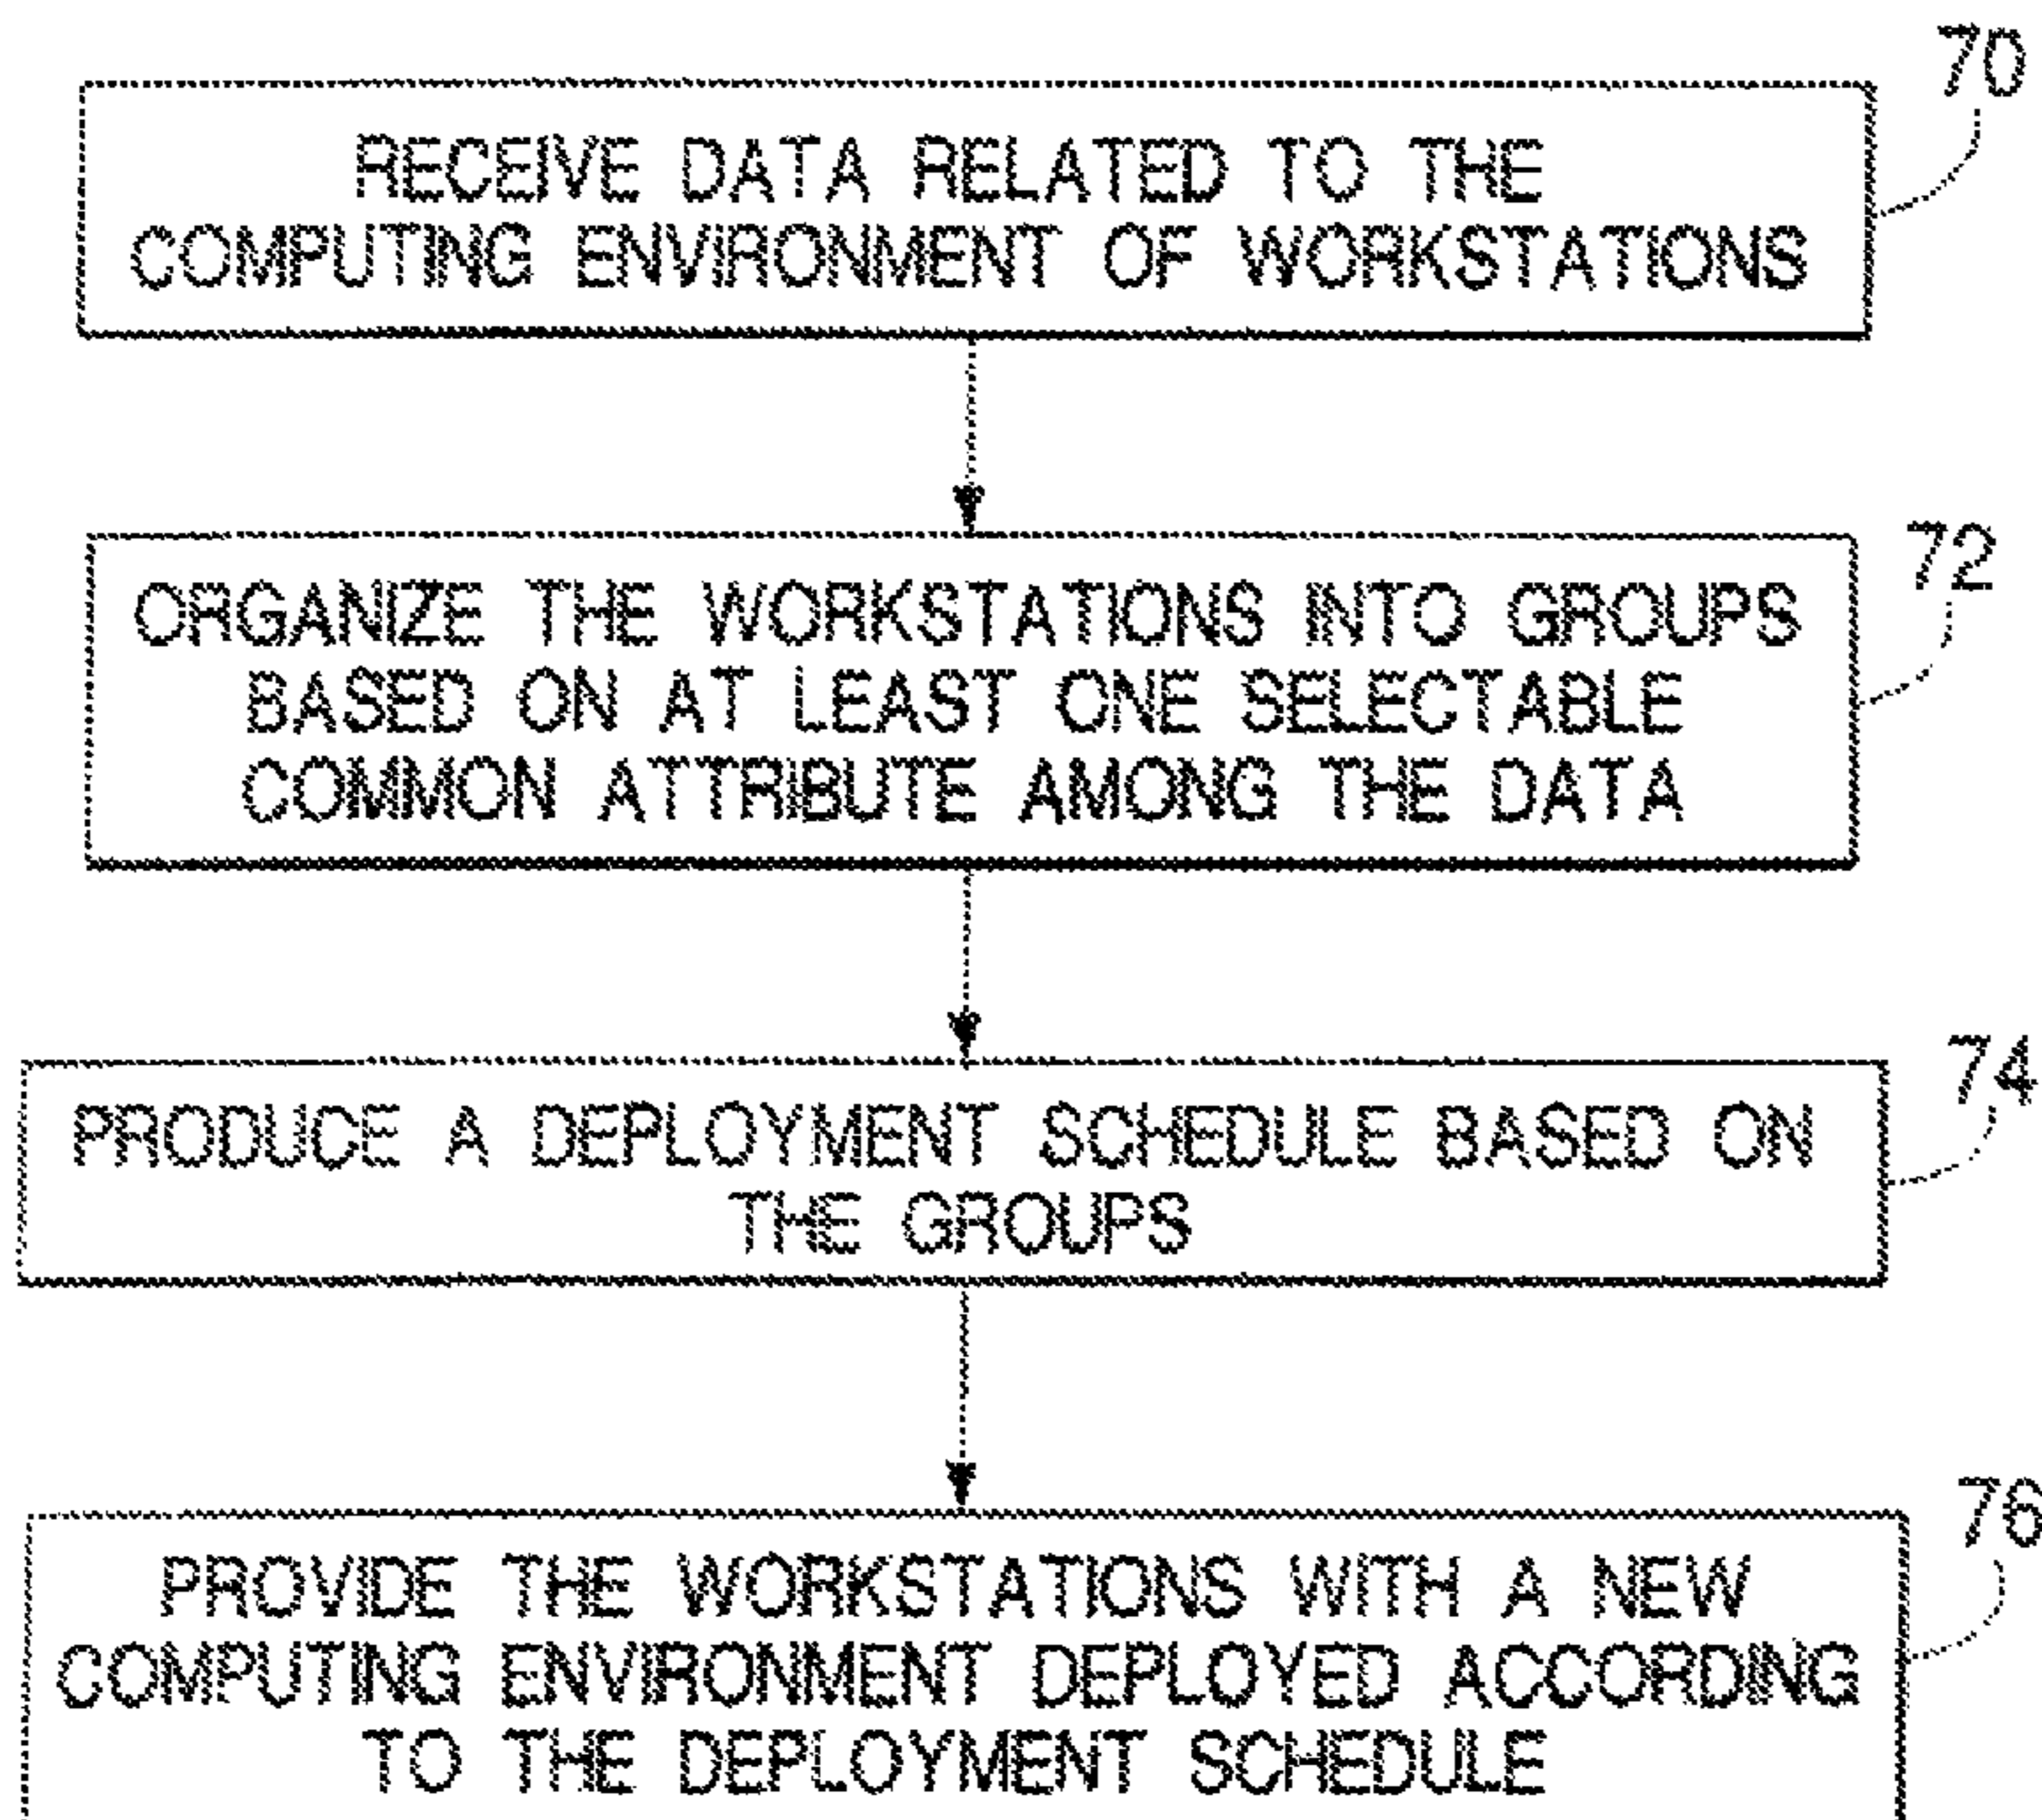 70
RECEIVE DATA RELATED TO THE
COMPUTING ENVIRONMENT OF WORKSTATIONS
72
ORGANIZE THE WORKSTATIONS INTO GROUPS
BASED ON AT LEAST ONE SELECTABLE
COMMON ATTRIBUTE AMONG THE DATA
74
PRODUCE A DEPLOYMENT SCHEDULE BASED ON
THE GROUPS
76
PROVIDE THE WORKSTATIONS WITH A NEW
COMPUTING ENVIRONMENT DEPLOYED ACCORDING
TO THE DEPLOYMENT SCHEDULE